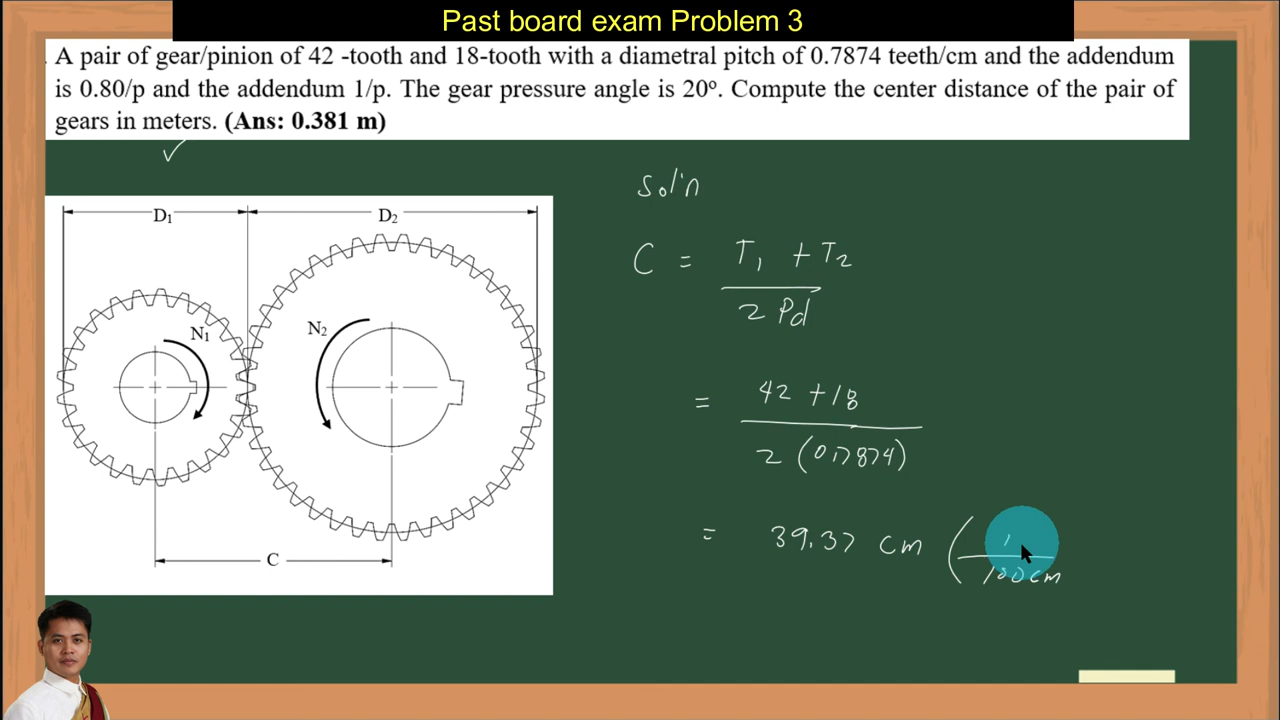 Past board exam Problem 3
. A pair of gear/pinion of 42 -tooth and 18-tooth with a diametral pitch of 0.7874 teeth/cm and the addendum
is 0.80/p and the addendum 1/p. The gear pressure angle is 20º. Compute the center distance of the pair of
gears in meters. (Ans: 0.381 m)
D1
D2
N1
N2
C
Sol'n
C = T1 + T2
2 Pd
= 42 + 18
2 (0.7874)
= 39.37 cm ( 1
100cm